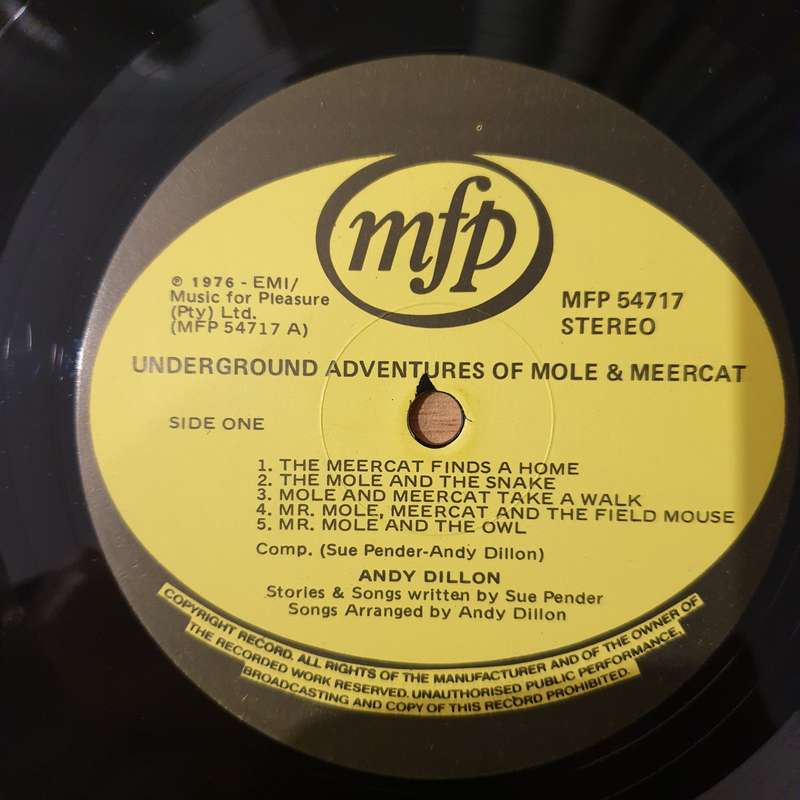 mfp
℗ 1976 - EMI/
Music for Pleasure
(Pty) Ltd.
(MFP 54717 A)
MFP 54717
STEREO
UNDERGROUND ADVENTURES OF MOLE & MEERCAT
SIDE ONE
1. THE MEERCAT FINDS A HOME
2. THE MOLE AND THE SNAKE
3. MOLE AND MEERCAT TAKE A WALK
4. MR. MOLE, MEERCAT AND THE FIELD MOUSE
5. MR. MOLE AND THE OWL
Comp. (Sue Pender-Andy Dillon)
ANDY DILLON
Stories & Songs written by Sue Pender
Songs Arranged by Andy Dillon
COPYRIGHT RECORD. ALL RIGHTS OF THE MANUFACTURER AND OF THE OWNER OF
THE RECORDED WORK RESERVED. UNAUTHORISED PUBLIC PERFORMANCE,
BROADCASTING AND COPY OF THIS RECORD PROHIBITED.